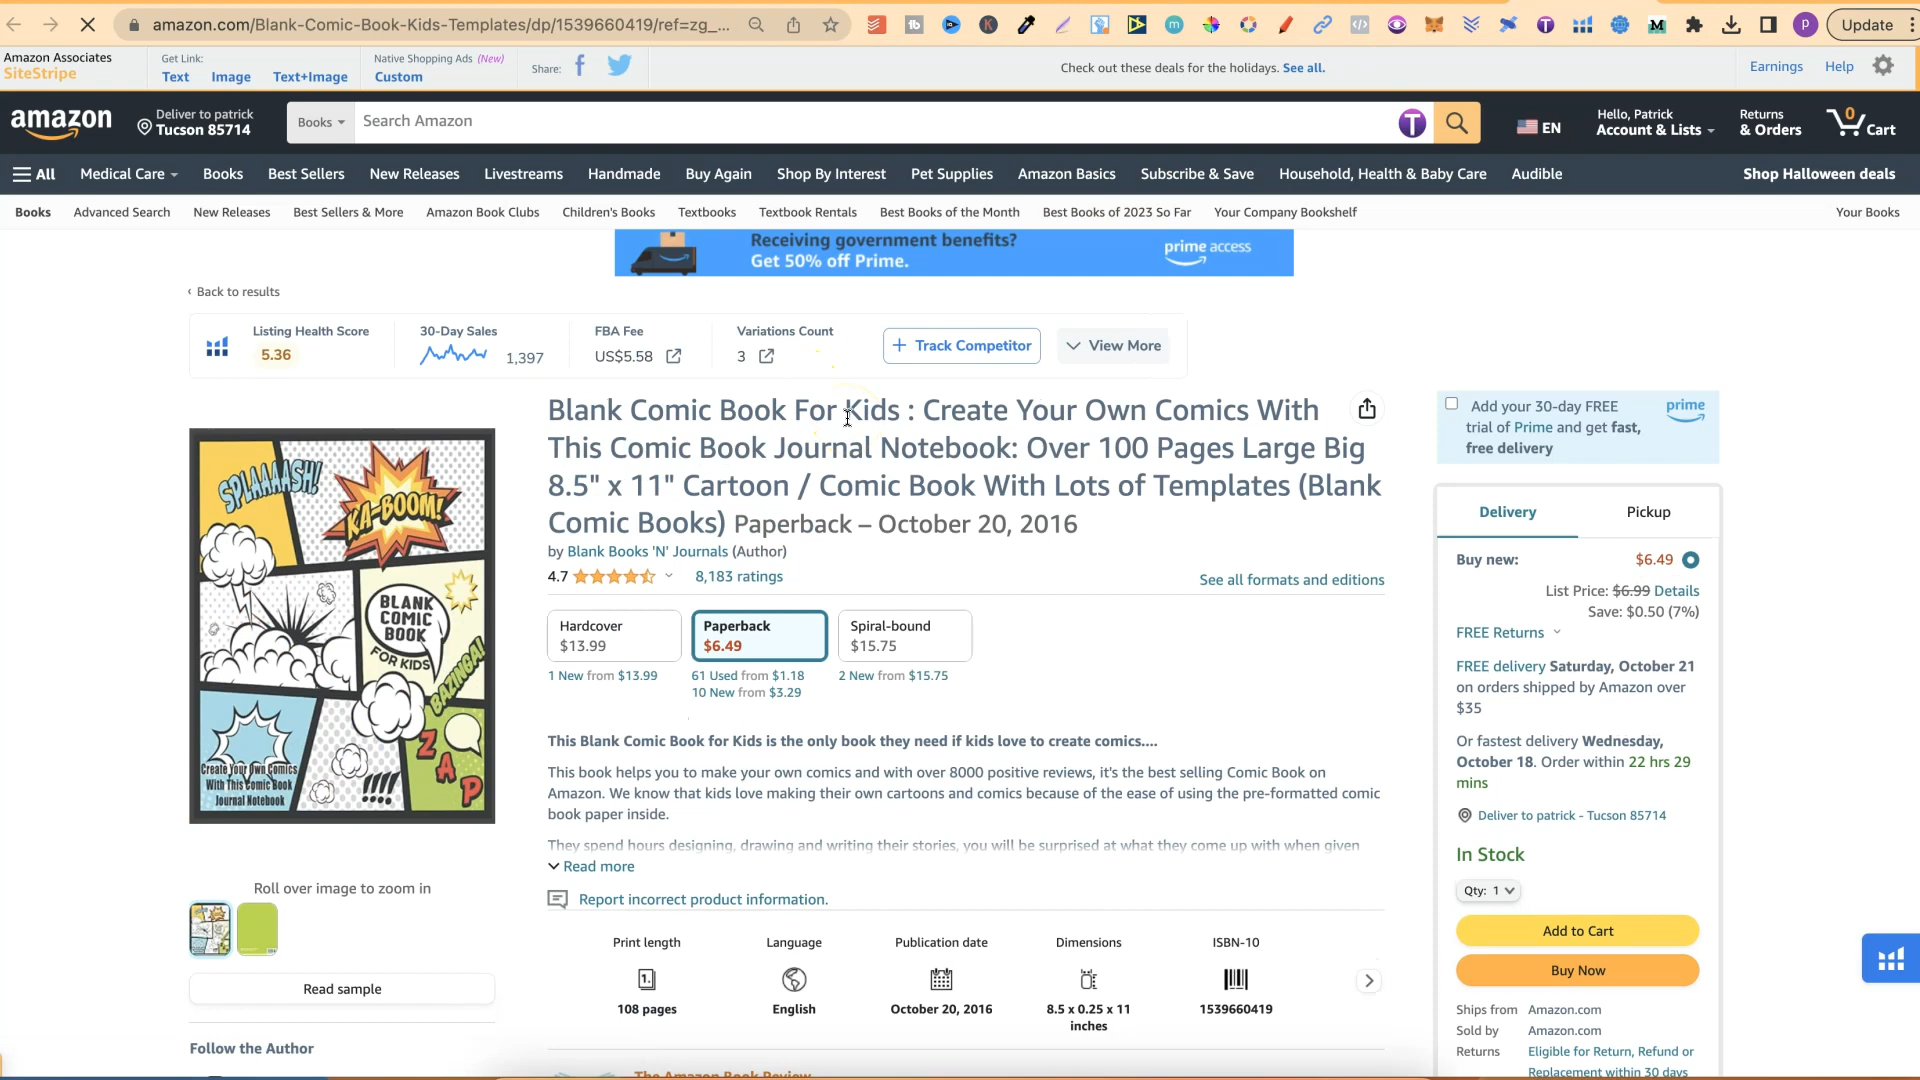 amazon.com/Blank-Comic-Book-Kids-Templates/dp/1539660419/ref=zg_...
Update
Amazon Associates
SiteStripe
Get Link:
Text Image Text+Image
Native Shopping Ads (New)
Custom
Share:
Check out these deals for the holidays. See all.
Earnings Help
amazon
Deliver to patrick
Tucson 85714
Books
Search Amazon
EN
Hello, Patrick
Account & Lists
Returns
& Orders
0
Cart
All Medical Care Books Best Sellers New Releases Livestreams Handmade Buy Again Shop By Interest Pet Supplies Amazon Basics Subscribe & Save Household, Health & Baby Care Audible Shop Halloween deals
Books Advanced Search New Releases Best Sellers & More Amazon Book Clubs Children's Books Textbooks Textbook Rentals Best Books of the Month Best Books of 2023 So Far Your Company Bookshelf Your Books
Receiving government benefits?
Get 50% off Prime.
prime access
‹ Back to results
Listing Health Score
5.36
30-Day Sales
1,397
FBA Fee
US$5.58
Variations Count
3
+ Track Competitor
View More
Blank Comic Book For Kids : Create Your Own Comics With
This Comic Book Journal Notebook: Over 100 Pages Large Big
8.5" x 11" Cartoon / Comic Book With Lots of Templates (Blank
Comic Books) Paperback – October 20, 2016
by Blank Books 'N' Journals (Author)
4.7
8,183 ratings
See all formats and editions
Hardcover
$13.99
1 New from $13.99
Paperback
$6.49
61 Used from $1.18
10 New from $3.29
Spiral-bound
$15.75
2 New from $15.75
This Blank Comic Book for Kids is the only book they need if kids love to create comics....
This book helps you to make your own comics and with over 8000 positive reviews, it's the best selling Comic Book on
Amazon. We know that kids love making their own cartoons and comics because of the ease of using the pre-formatted comic
book paper inside.
They spend hours designing, drawing and writing their stories, you will be surprised at what they come up with when given
Read more
Report incorrect product information.
Print length
108 pages
Language
English
Publication date
October 20, 2016
Dimensions
8.5 x 0.25 x 11
inches
ISBN-10
1539660419
The Amazon Book Review
SPLAAAASH!
KA-BOOM!
BLANK
COMIC
BOOK
FOR KIDS
BAZINGA!
ZAP
!!!!
Create Your Own Comics
With This Comic Book
Journal Notebook
Roll over image to zoom in
Read sample
Follow the Author
Add your 30-day FREE
trial of Prime and get fast,
free delivery
prime
Delivery Pickup
Buy new: $6.49
List Price: $6.99 Details
Save: $0.50 (7%)
FREE Returns
FREE delivery Saturday, October 21
on orders shipped by Amazon over
$35
Or fastest delivery Wednesday,
October 18. Order within 22 hrs 29
mins
Deliver to patrick - Tucson 85714
In Stock
Qty: 1
Add to Cart
Buy Now
Ships from Amazon.com
Sold by Amazon.com
Returns Eligible for Return, Refund or
Replacement within 30 days